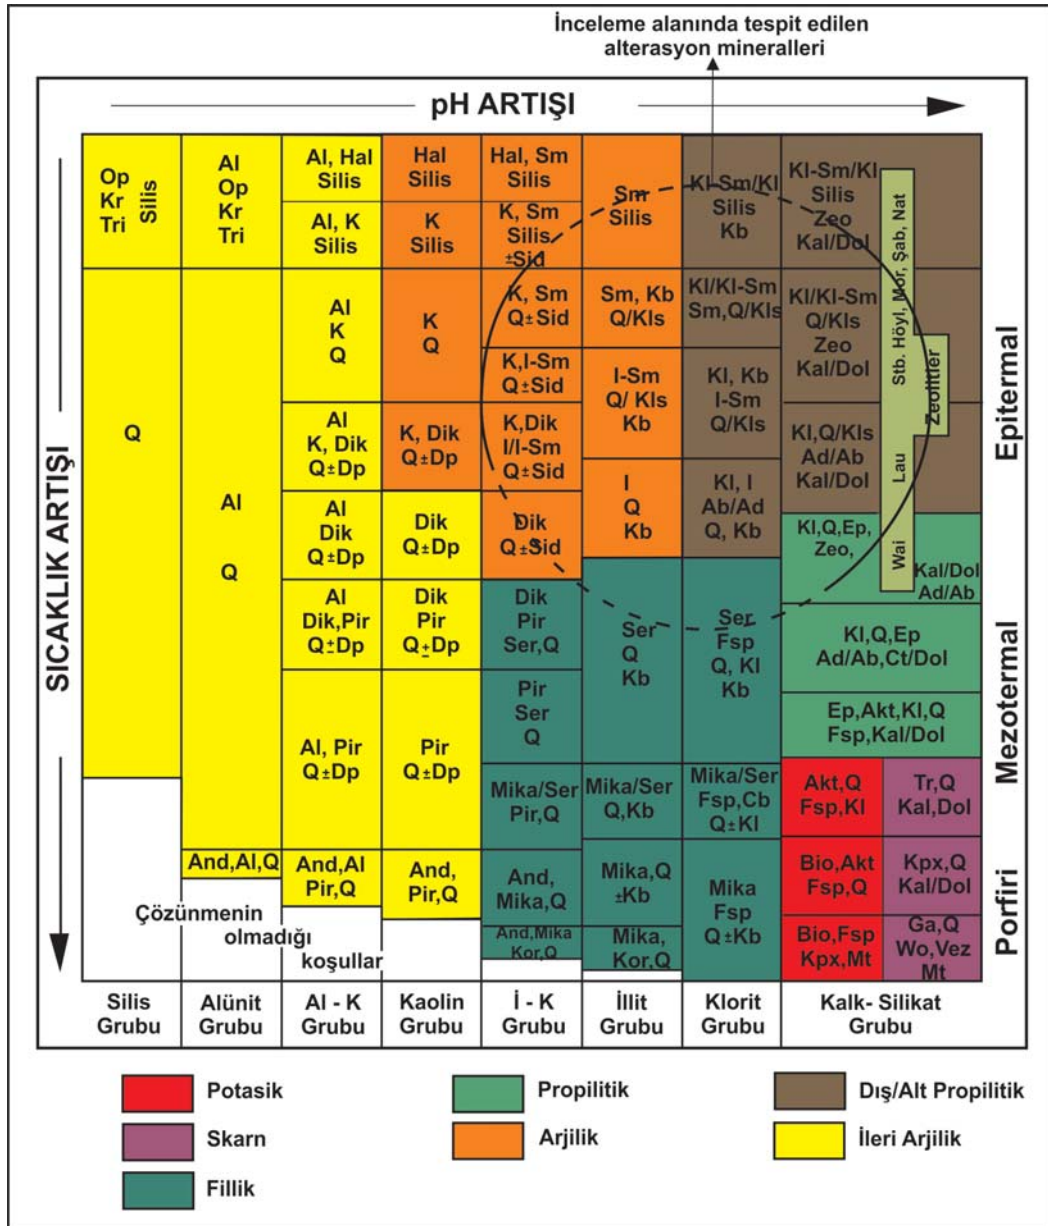 İnceleme alanında tespit edilen
alterasyon mineralleri
pH ARTIŞI
SICAKLIK ARTIŞI
Op
Kr
Tri
Silis
Q
Al
Op
Kr
Tri
Al
Q
And,Al,Q
Al, Hal
Silis
Al, K
Silis
Al
K
Q
Al
K, Dik
Q±Dp
Al
Dik
Q±Dp
Al
Dik,Pir
Q±Dp
Al, Pir
Q±Dp
And,Al
Pir,Q
Hal
Silis
K
Silis
K
Q
K, Dik
Q±Dp
Dik
Q±Dp
Dik
Pir
Q±Dp
Pir
Q±Dp
And,
Pir,Q
Hal, Sm
Silis
K, Sm
Silis
±Sid
K, Sm
Q±Sid
K,I-Sm
Q±Sid
K,Dik
I/I-Sm
Q±Sid
Dik
Q±Sid
Dik
Pir
Ser,Q
Pir
Ser
Q
Mika/Ser
Pir,Q
And,
Mika,Q
And,Mika
Kor,Q
Sm
Silis
Sm, Kb
Q/Kls
I-Sm
Q/ Kls
Kb
I
Q
Kb
Ser
Q
Kb
Mika/Ser
Q,Kb
Mika,Q
±Kb
Mika,
Kor,Q
Kl-Sm/Kl
Silis
Kb
Kl/Kl-Sm
Sm,Q/Kls
Kl, Kb
I-Sm
Q/Kls
Kl, I
Ab/Ad
Q, Kb
Ser
Fsp
Q, Kl
Kb
Mika/Ser
Fsp,Cb
Q±Kl
Mika
Fsp
Q±Kb
Kl-Sm/Kl
Silis
Zeo
Kal/Dol
Kl/Kl-Sm
Q/Kls
Zeo
Kal/Dol
Kl,Q/Kls
Ad/Ab
Kal/Dol
Kl,Q,Ep,
Zeo,
Kal/Dol
Ad/Ab
Kl,Q,Ep
Ad/Ab,Ct/Dol
Ep,Akt,Kl,Q
Fsp,Kal/Dol
Akt,Q
Fsp,Kl
Tr,Q
Kal,Dol
Bio,Akt
Fsp,Q
Kpx,Q
Kal/Dol
Bio,Fsp
Kpx,Mt
Ga,Q
Wo,Vez
Mt
Stb. Höyl, Mor, Şab, Nat
Lau
Wai
Zeolitler
Epitermal
Mezotermal
Porfiri
Çözünmenin
olmadığı
koşullar
Silis
Grubu
Alünit
Grubu
Al - K
Grubu
Kaolin
Grubu
İ - K
Grubu
İllit
Grubu
Klorit
Grubu
Kalk- Silikat
Grubu
Potasik
Propilitik
Dış/Alt Propilitik
Skarn
Arjilik
İleri Arjilik
Fillik